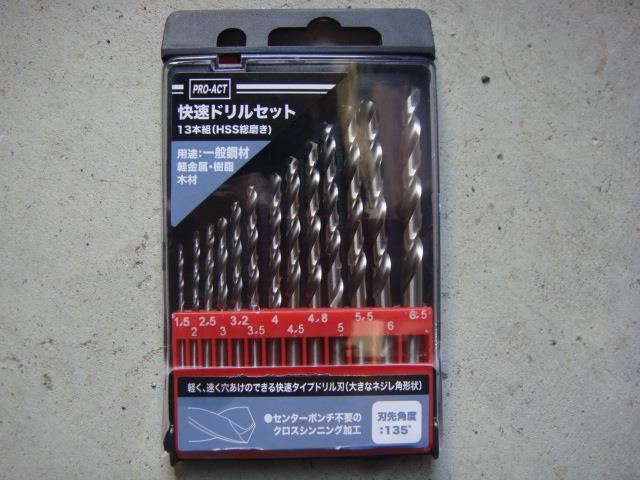 PRO-ACT
快速ドリルセット
13本組(HSS総磨き)
用途:一般鋼材
軽金属・樹脂
木材
1,5 2,5 3,2 4 4,8 5,5 6,5
2 3 3,5 4,5 5 6
軽く、速く穴あけのできる快速タイプドリル刃(大きなネジレ角形状)
●センターポンチ不要の
クロスシンニング加工
刃先角度
:135°